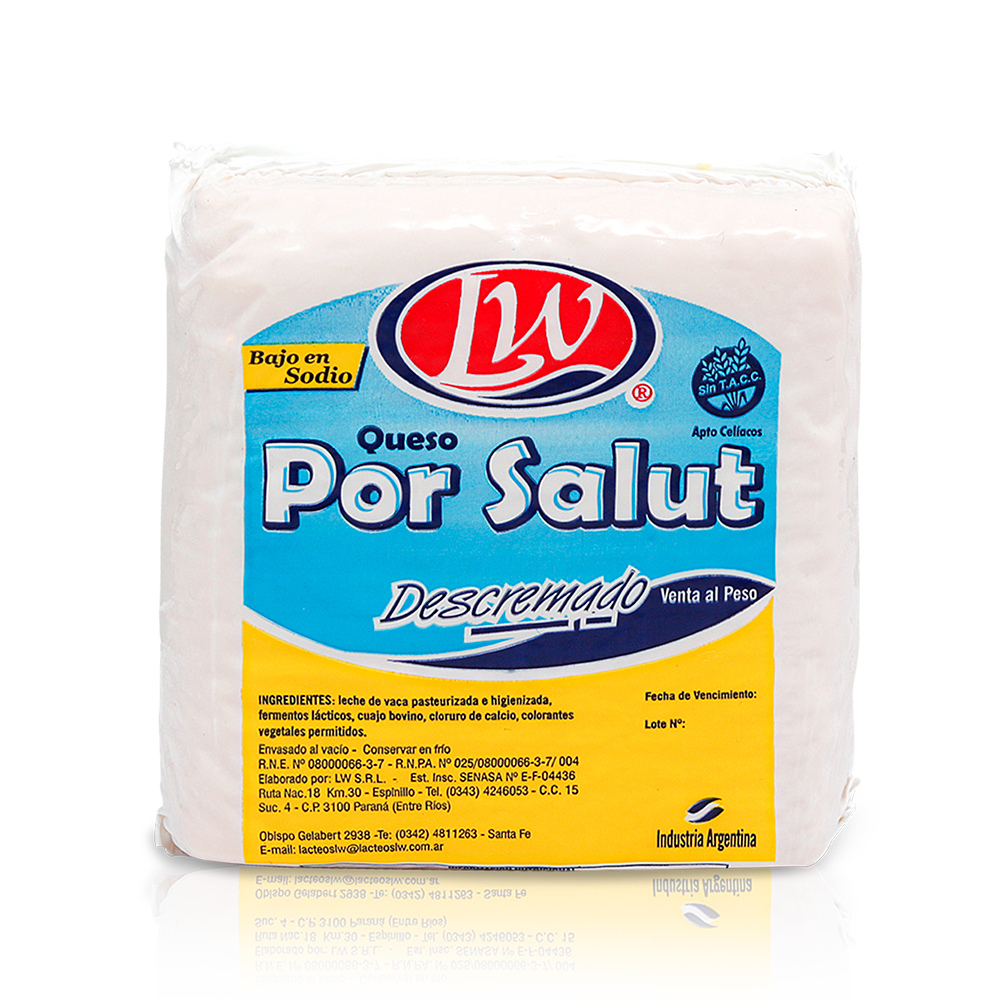 LW
®
Bajo en
Sodio
Sin T.A.C.C.
Apto Celíacos
Queso
Por Salut
Descremado
Venta al Peso
INGREDIENTES: leche de vaca pasteurizada e higienizada,
fermentos lácticos, cuajo bovino, cloruro de calcio, colorantes
vegetales permitidos.
Envasado al vacío - Conservar en frío
R.N.E. Nº 08000066-3-7 - R.N.P.A. Nº 025/08000066-3-7/ 004
Elaborado por: LW S.R.L. - Est. Insc. SENASA Nº E-F-04436
Ruta Nac.18 Km.30 - Espinillo - Tel. (0343) 4246053 - C.C. 15
Suc. 4 - C.P. 3100 Paraná (Entre Ríos)
Obispo Gelabert 2938 -Te: (0342) 4811263 - Santa Fe
E-mail: lacteoslw@lacteoslw.com.ar
Fecha de Vencimiento:
Lote Nº:
Industria Argentina